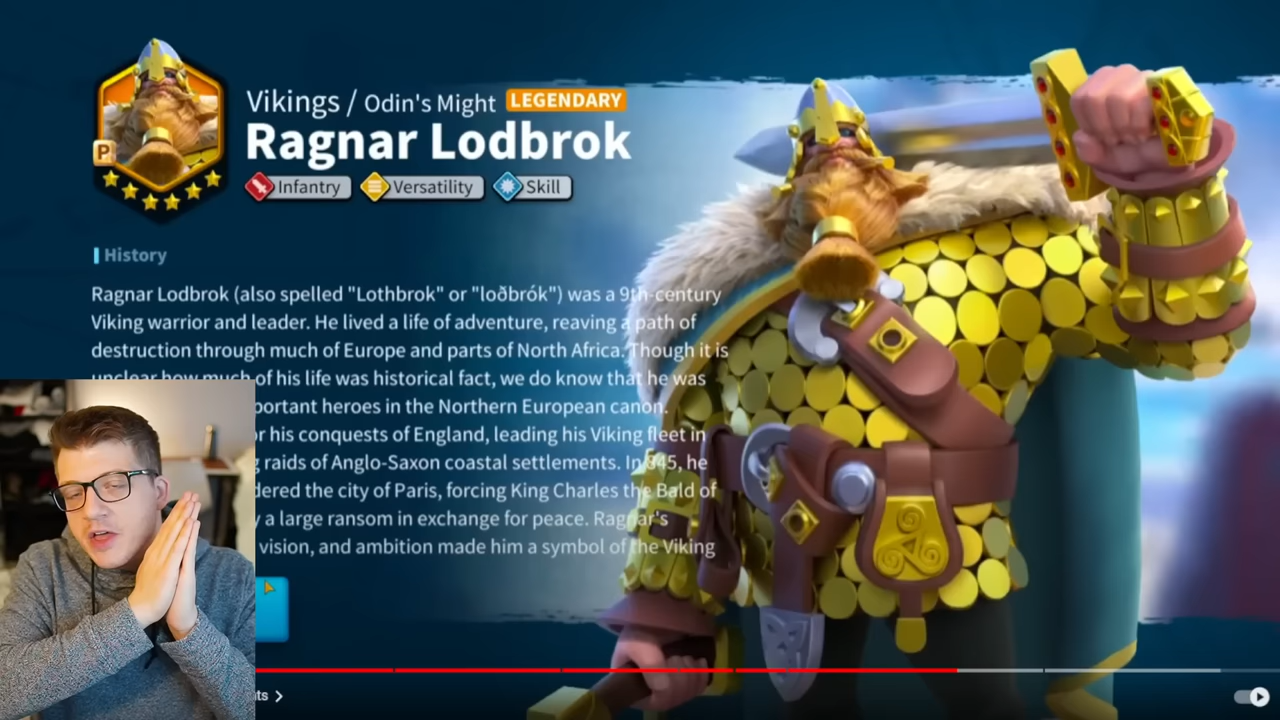 Vikings / Odin's Might LEGENDARY
Ragnar Lodbrok
P
Infantry Versatility Skill
History
Ragnar Lodbrok (also spelled "Lothbrok" or "loðbrók") was a 9th-century
Viking warrior and leader. He lived a life of adventure, reaving a path of
destruction through much of Europe and parts of North Africa. Though it is
unclear how much of his life was historical fact, we do know that he was
portant heroes in the Northern European canon.
or his conquests of England, leading his Viking fleet in
g raids of Anglo-Saxon coastal settlements. In 845, he
dered the city of Paris, forcing King Charles the Bald of
y a large ransom in exchange for peace. Ragnar's
vision, and ambition made him a symbol of the Viking
ts